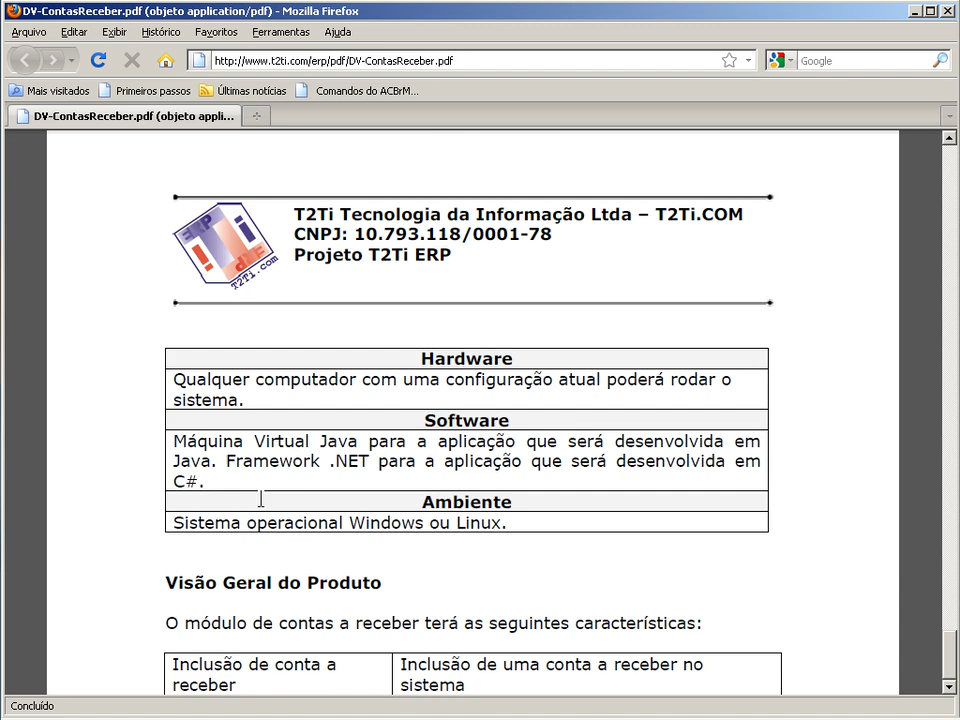 DV-ContasReceber.pdf (objeto application/pdf) - Mozilla Firefox
Arquivo Editar Exibir Histórico Favoritos Ferramentas Ajuda
http://www.t2ti.com/erp/pdf/DV-ContasReceber.pdf
Google
Mais visitados Primeiros passos Últimas notícias Comandos do ACBrM...
DV-ContasReceber.pdf (objeto appli...
T2Ti Tecnologia da Informação Ltda – T2Ti.COM
CNPJ: 10.793.118/0001-78
Projeto T2Ti ERP
ERP
T2Ti
T2Ti.com
Hardware
Qualquer computador com uma configuração atual poderá rodar o
sistema.
Software
Máquina Virtual Java para a aplicação que será desenvolvida em
Java. Framework .NET para a aplicação que será desenvolvida em
C#.
Ambiente
Sistema operacional Windows ou Linux.
Visão Geral do Produto
O módulo de contas a receber terá as seguintes características:
Inclusão de conta a
receber
Inclusão de uma conta a receber no
sistema
Concluído